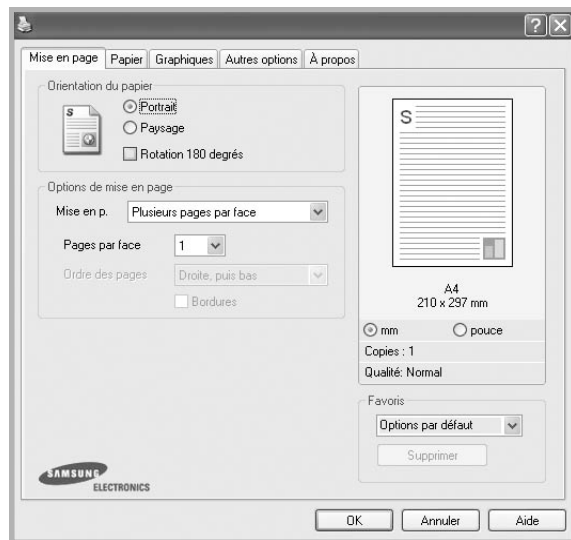 Mise en page
Papier
Graphiques
Autres options
À propos
Orientation du papier
S
Portrait
Paysage
Rotation 180 degrés
Options de mise en page
Mise en p.
Plusieurs pages par face
Pages par face
1
Ordre des pages
Droite, puis bas
Bordures
S
A4
210 x 297 mm
mm
pouce
Copies : 1
Qualité: Normal
Favoris
Options par défaut
Supprimer
SAMSUNG
ELECTRONICS
OK
Annuler
Aide